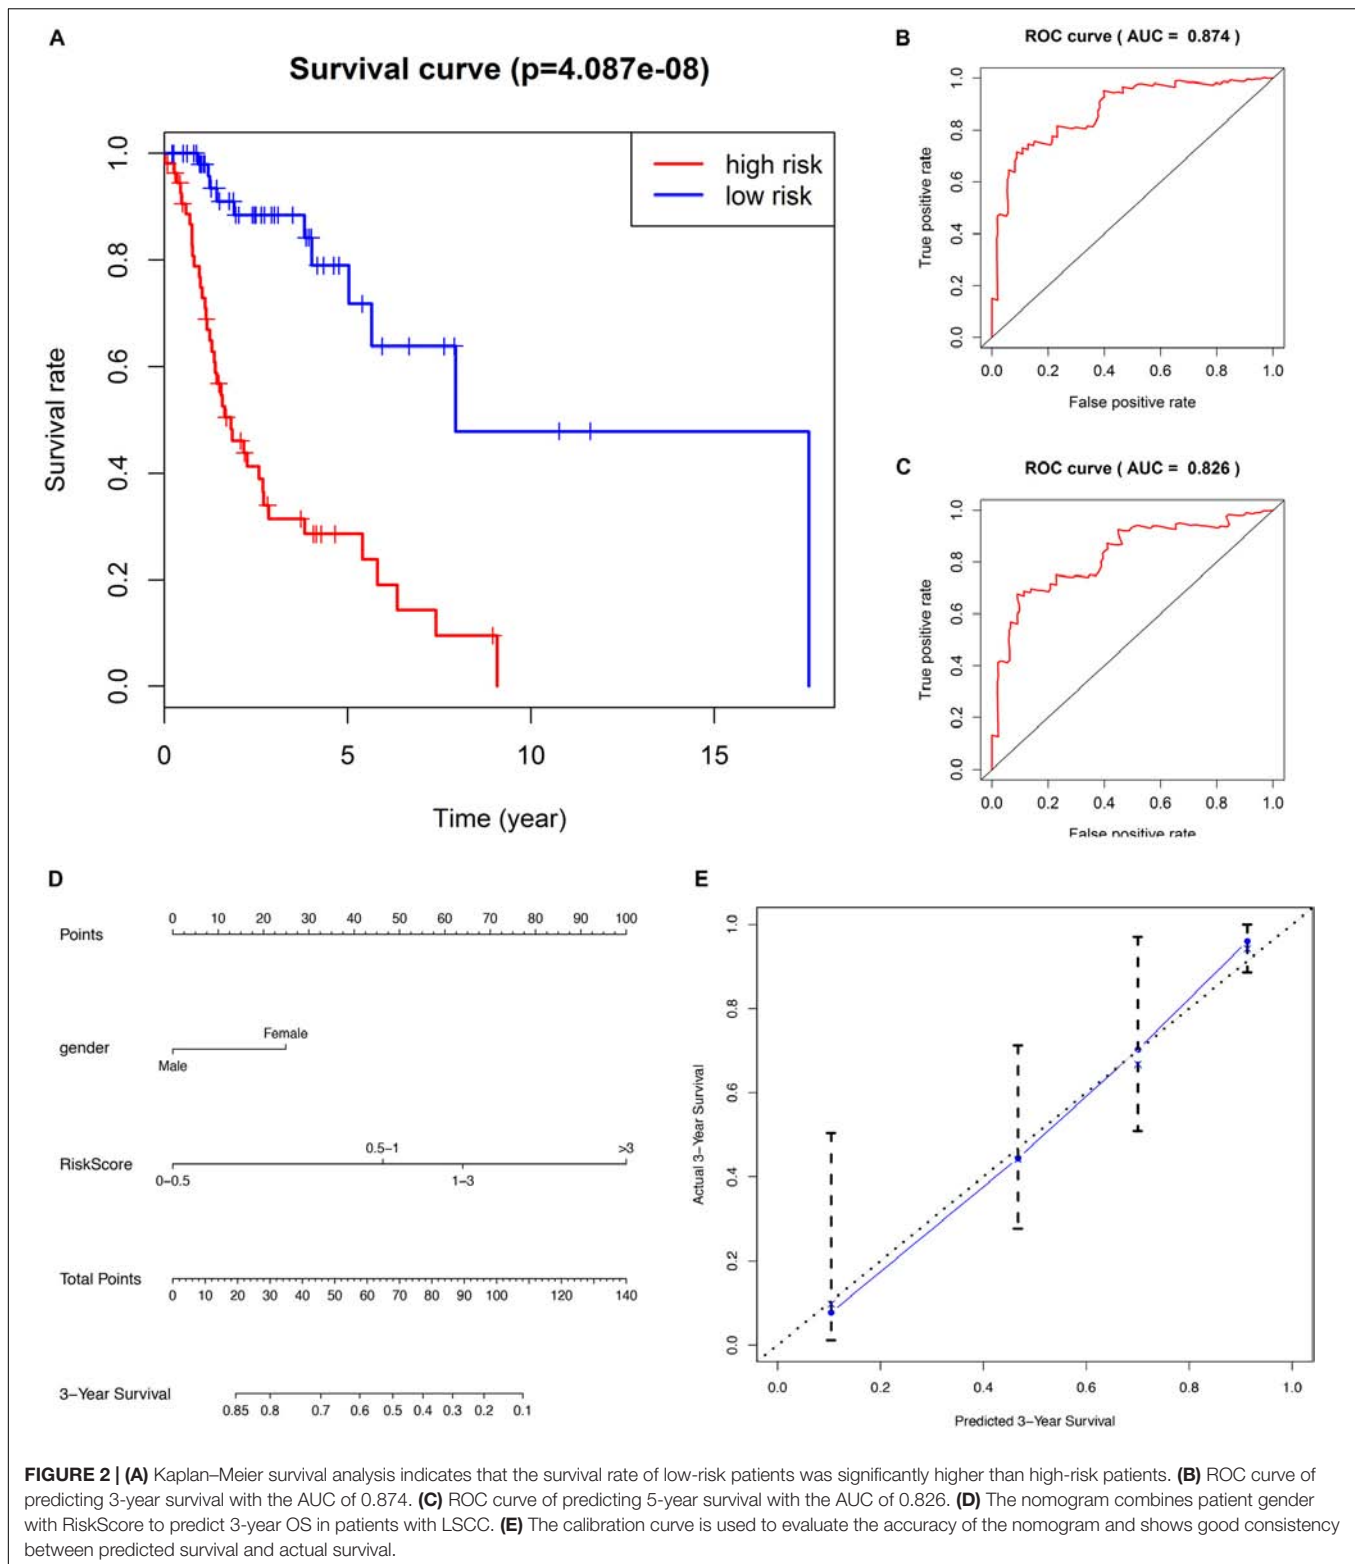 A
Survival curve (p=4.087e-08)
high risk
low risk
Survival rate
0.0 0.2 0.4 0.6 0.8 1.0
0 5 10 15
Time (year)
B
ROC curve ( AUC = 0.874 )
True positive rate
0.0 0.2 0.4 0.6 0.8 1.0
0.0 0.2 0.4 0.6 0.8 1.0
False positive rate
C
ROC curve ( AUC = 0.826 )
True positive rate
0.0 0.2 0.4 0.6 0.8 1.0
0.0 0.2 0.4 0.6 0.8 1.0
False positive rate
D
0 10 20 30 40 50 60 70 80 90 100
Points
Female
gender
Male
0.5−1 >3
RiskScore
0−0.5 1−3
Total Points
0 10 20 30 40 50 60 70 80 90 100 120 140
3−Year Survival
0.85 0.8 0.7 0.6 0.5 0.4 0.3 0.2 0.1
E
Actual 3−Year Survival
0.0 0.2 0.4 0.6 0.8 1.0
0.0 0.2 0.4 0.6 0.8 1.0
Predicted 3−Year Survival
FIGURE 2 | (A) Kaplan–Meier survival analysis indicates that the survival rate of low-risk patients was significantly higher than high-risk patients. (B) ROC curve of
predicting 3-year survival with the AUC of 0.874. (C) ROC curve of predicting 5-year survival with the AUC of 0.826. (D) The nomogram combines patient gender
with RiskScore to predict 3-year OS in patients with LSCC. (E) The calibration curve is used to evaluate the accuracy of the nomogram and shows good consistency
between predicted survival and actual survival.